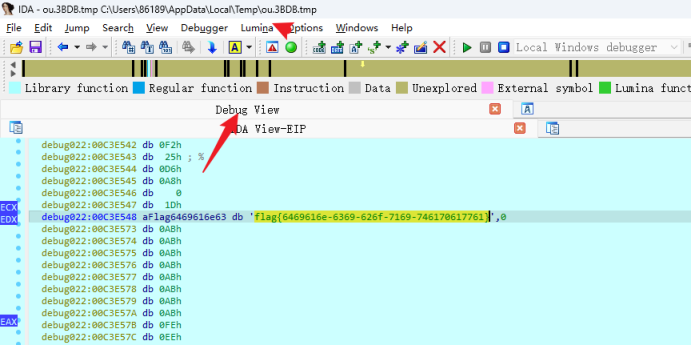 IDA - ou.3BDB.tmp C:\Users\86189\AppData\Local\Temp\ou.3BDB.tmp
File Edit Jump Search View Debugger Lumina Options Windows Help
Local Windows debugger
Library function Regular function Instruction Data Unexplored External symbol Lumina funct
Debug View
IDA View-EIP
debug022:00C3E542 db 0F2h
debug022:00C3E543 db 25h ; %
debug022:00C3E544 db 0D6h
debug022:00C3E545 db 0A8h
debug022:00C3E546 db 0
debug022:00C3E547 db 1Dh
ECX
EDX debug022:00C3E548 aFlag6469616e63 db 'flag{6469616e-6369-626f-7169-746170617761}',0
debug022:00C3E573 db 0ABh
debug022:00C3E574 db 0ABh
debug022:00C3E575 db 0ABh
debug022:00C3E576 db 0ABh
debug022:00C3E577 db 0ABh
debug022:00C3E578 db 0ABh
debug022:00C3E579 db 0ABh
debug022:00C3E57A db 0ABh
EAX debug022:00C3E57B db 0FEh
debug022:00C3E57C db 0EEh